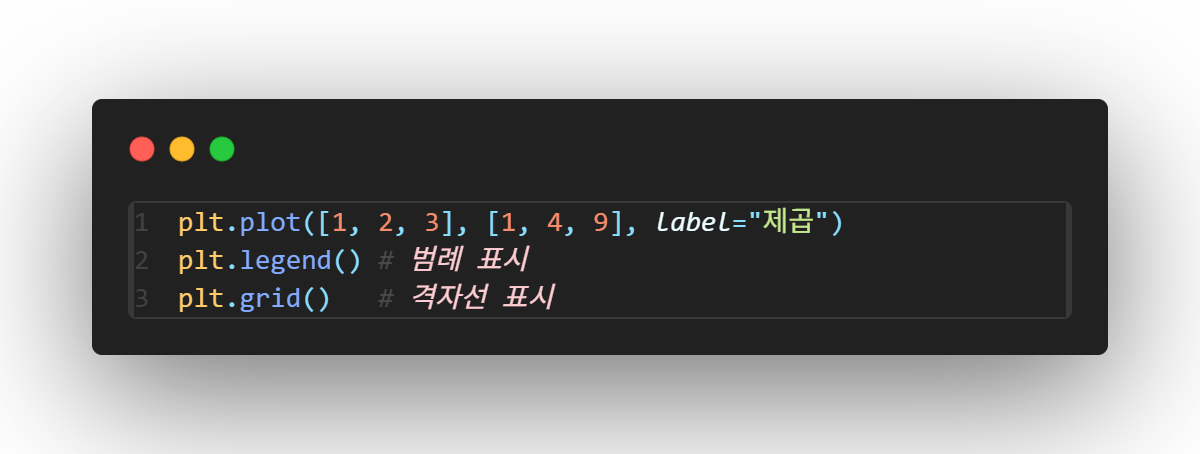 1 plt.plot([1, 2, 3], [1, 4, 9], label="제곱")
2 plt.legend() # 범례 표시
3 plt.grid()   # 격자선 표시